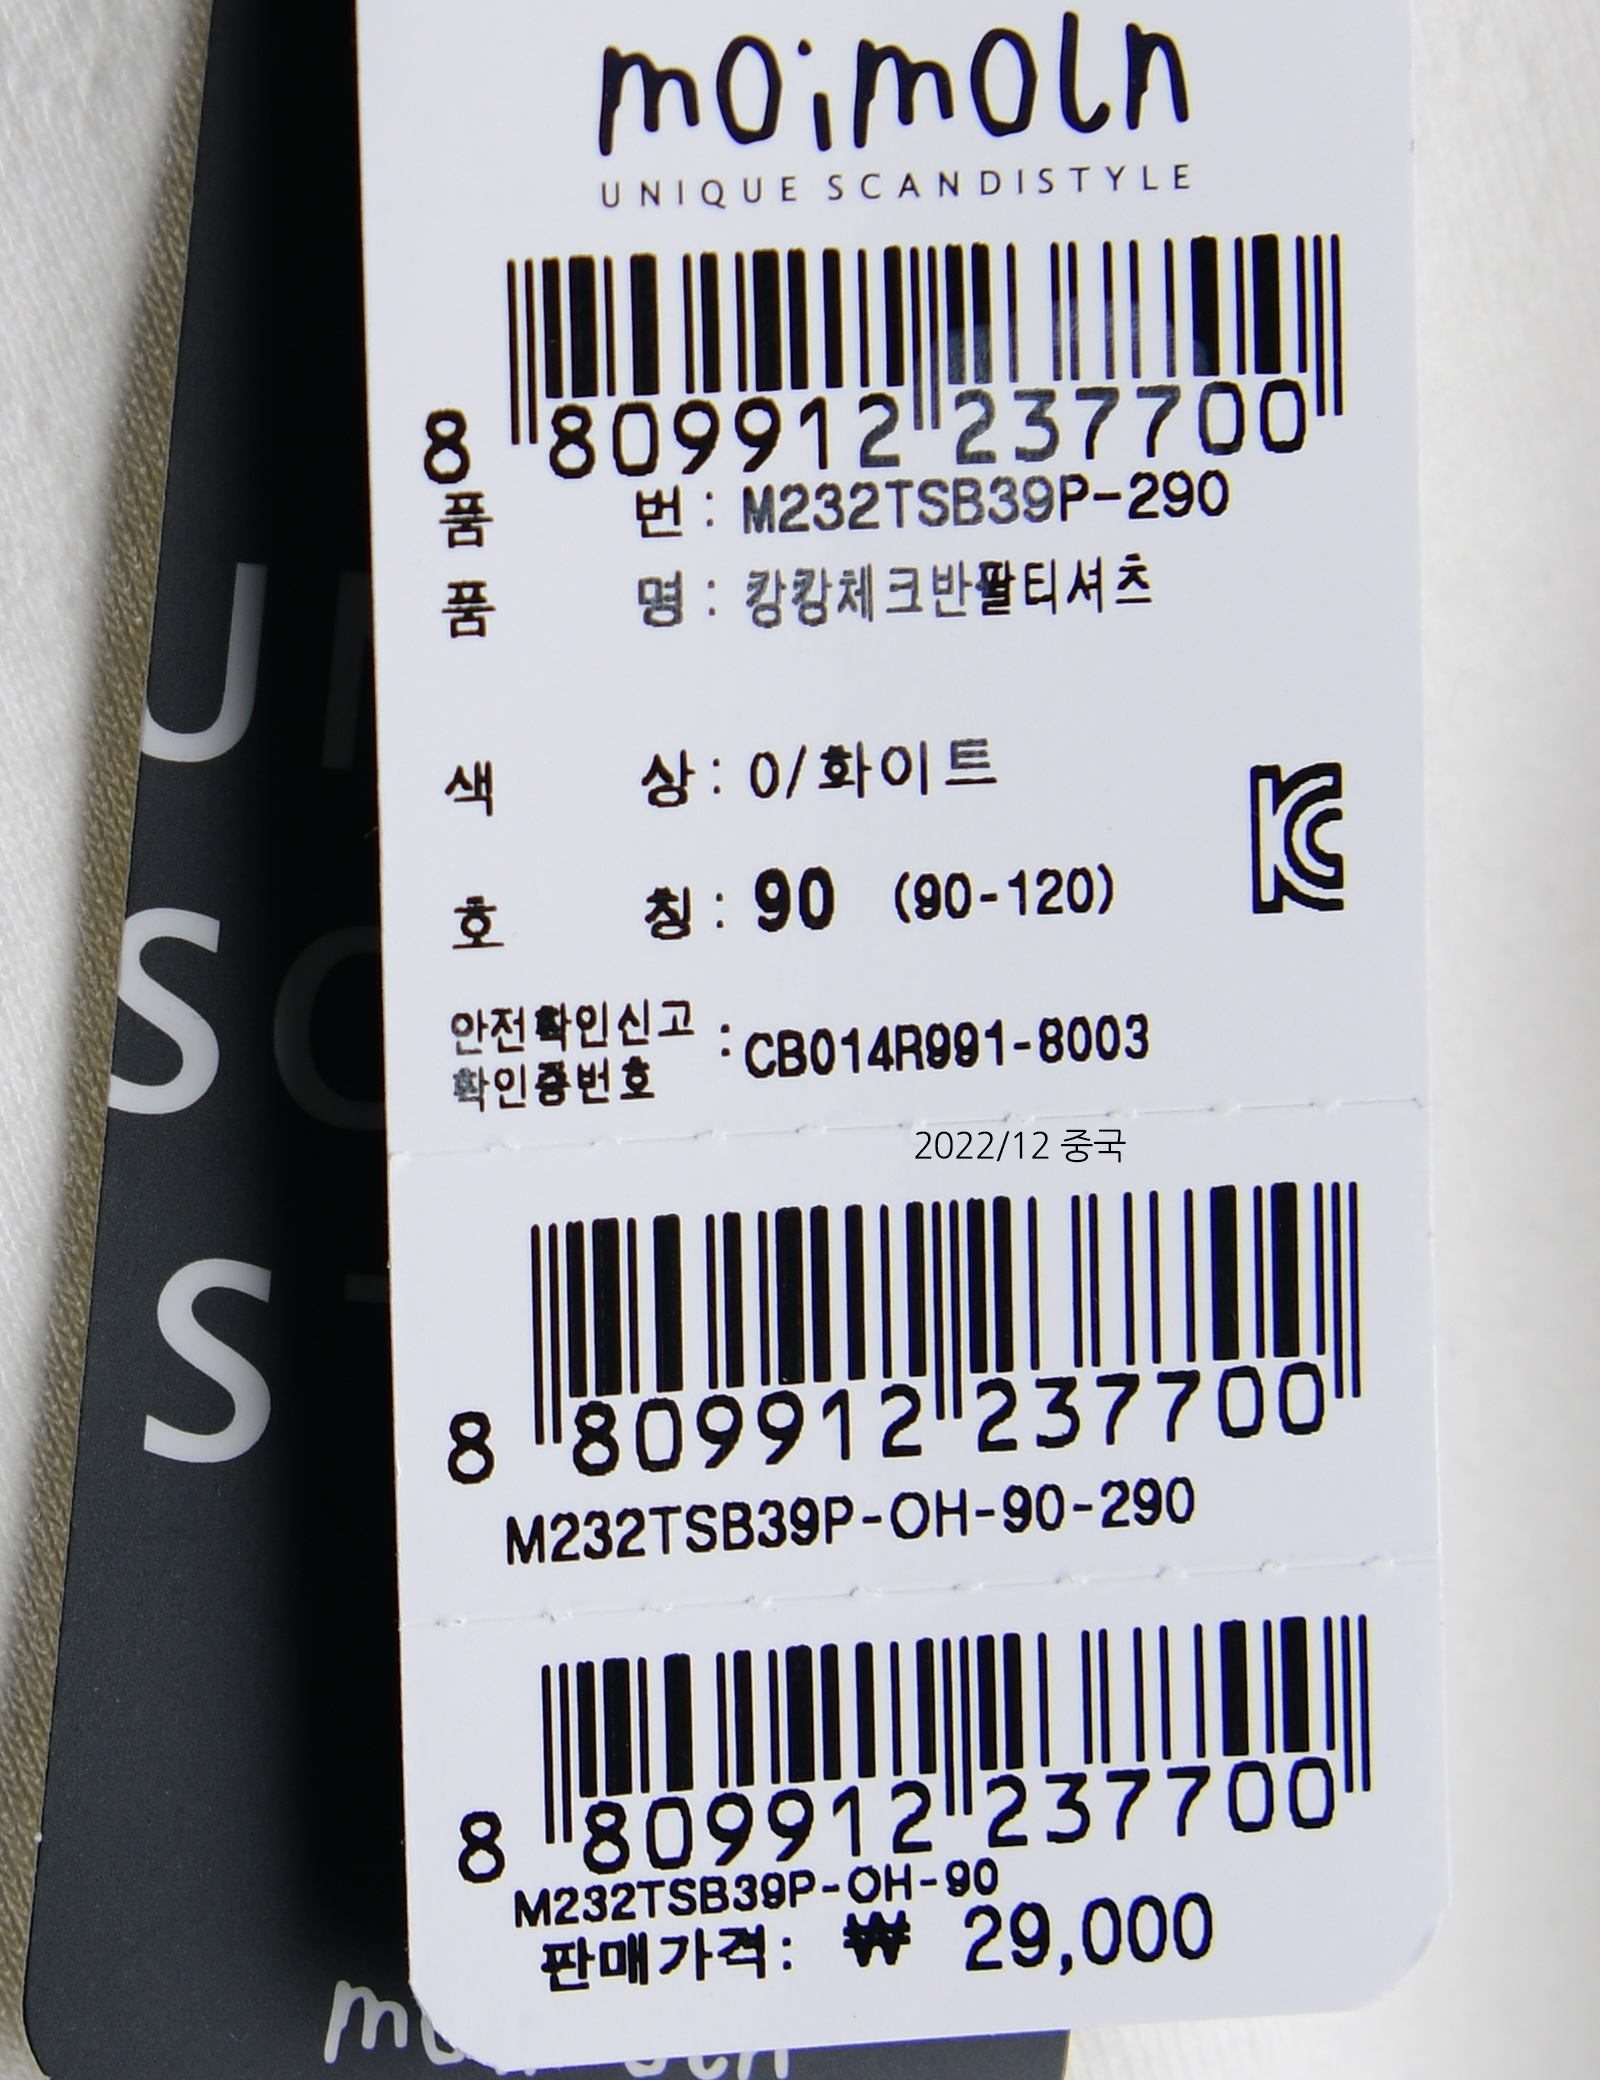 moimoln
UNIQUE SCANDISTYLE
8 809912 237700
품 번 : M232TSB39P-290
품 명 : 캉캉체크반팔티셔츠
색 상 : 0/화이트
호 칭 : 90 (90-120)
안전확인신고
확인증번호 : CB014R991-8003
2022/12 중국
8 809912 237700
M232TSB39P-OH-90-290
8 809912 237700
M232TSB39P-OH-90
판매가격: ₩ 29,000